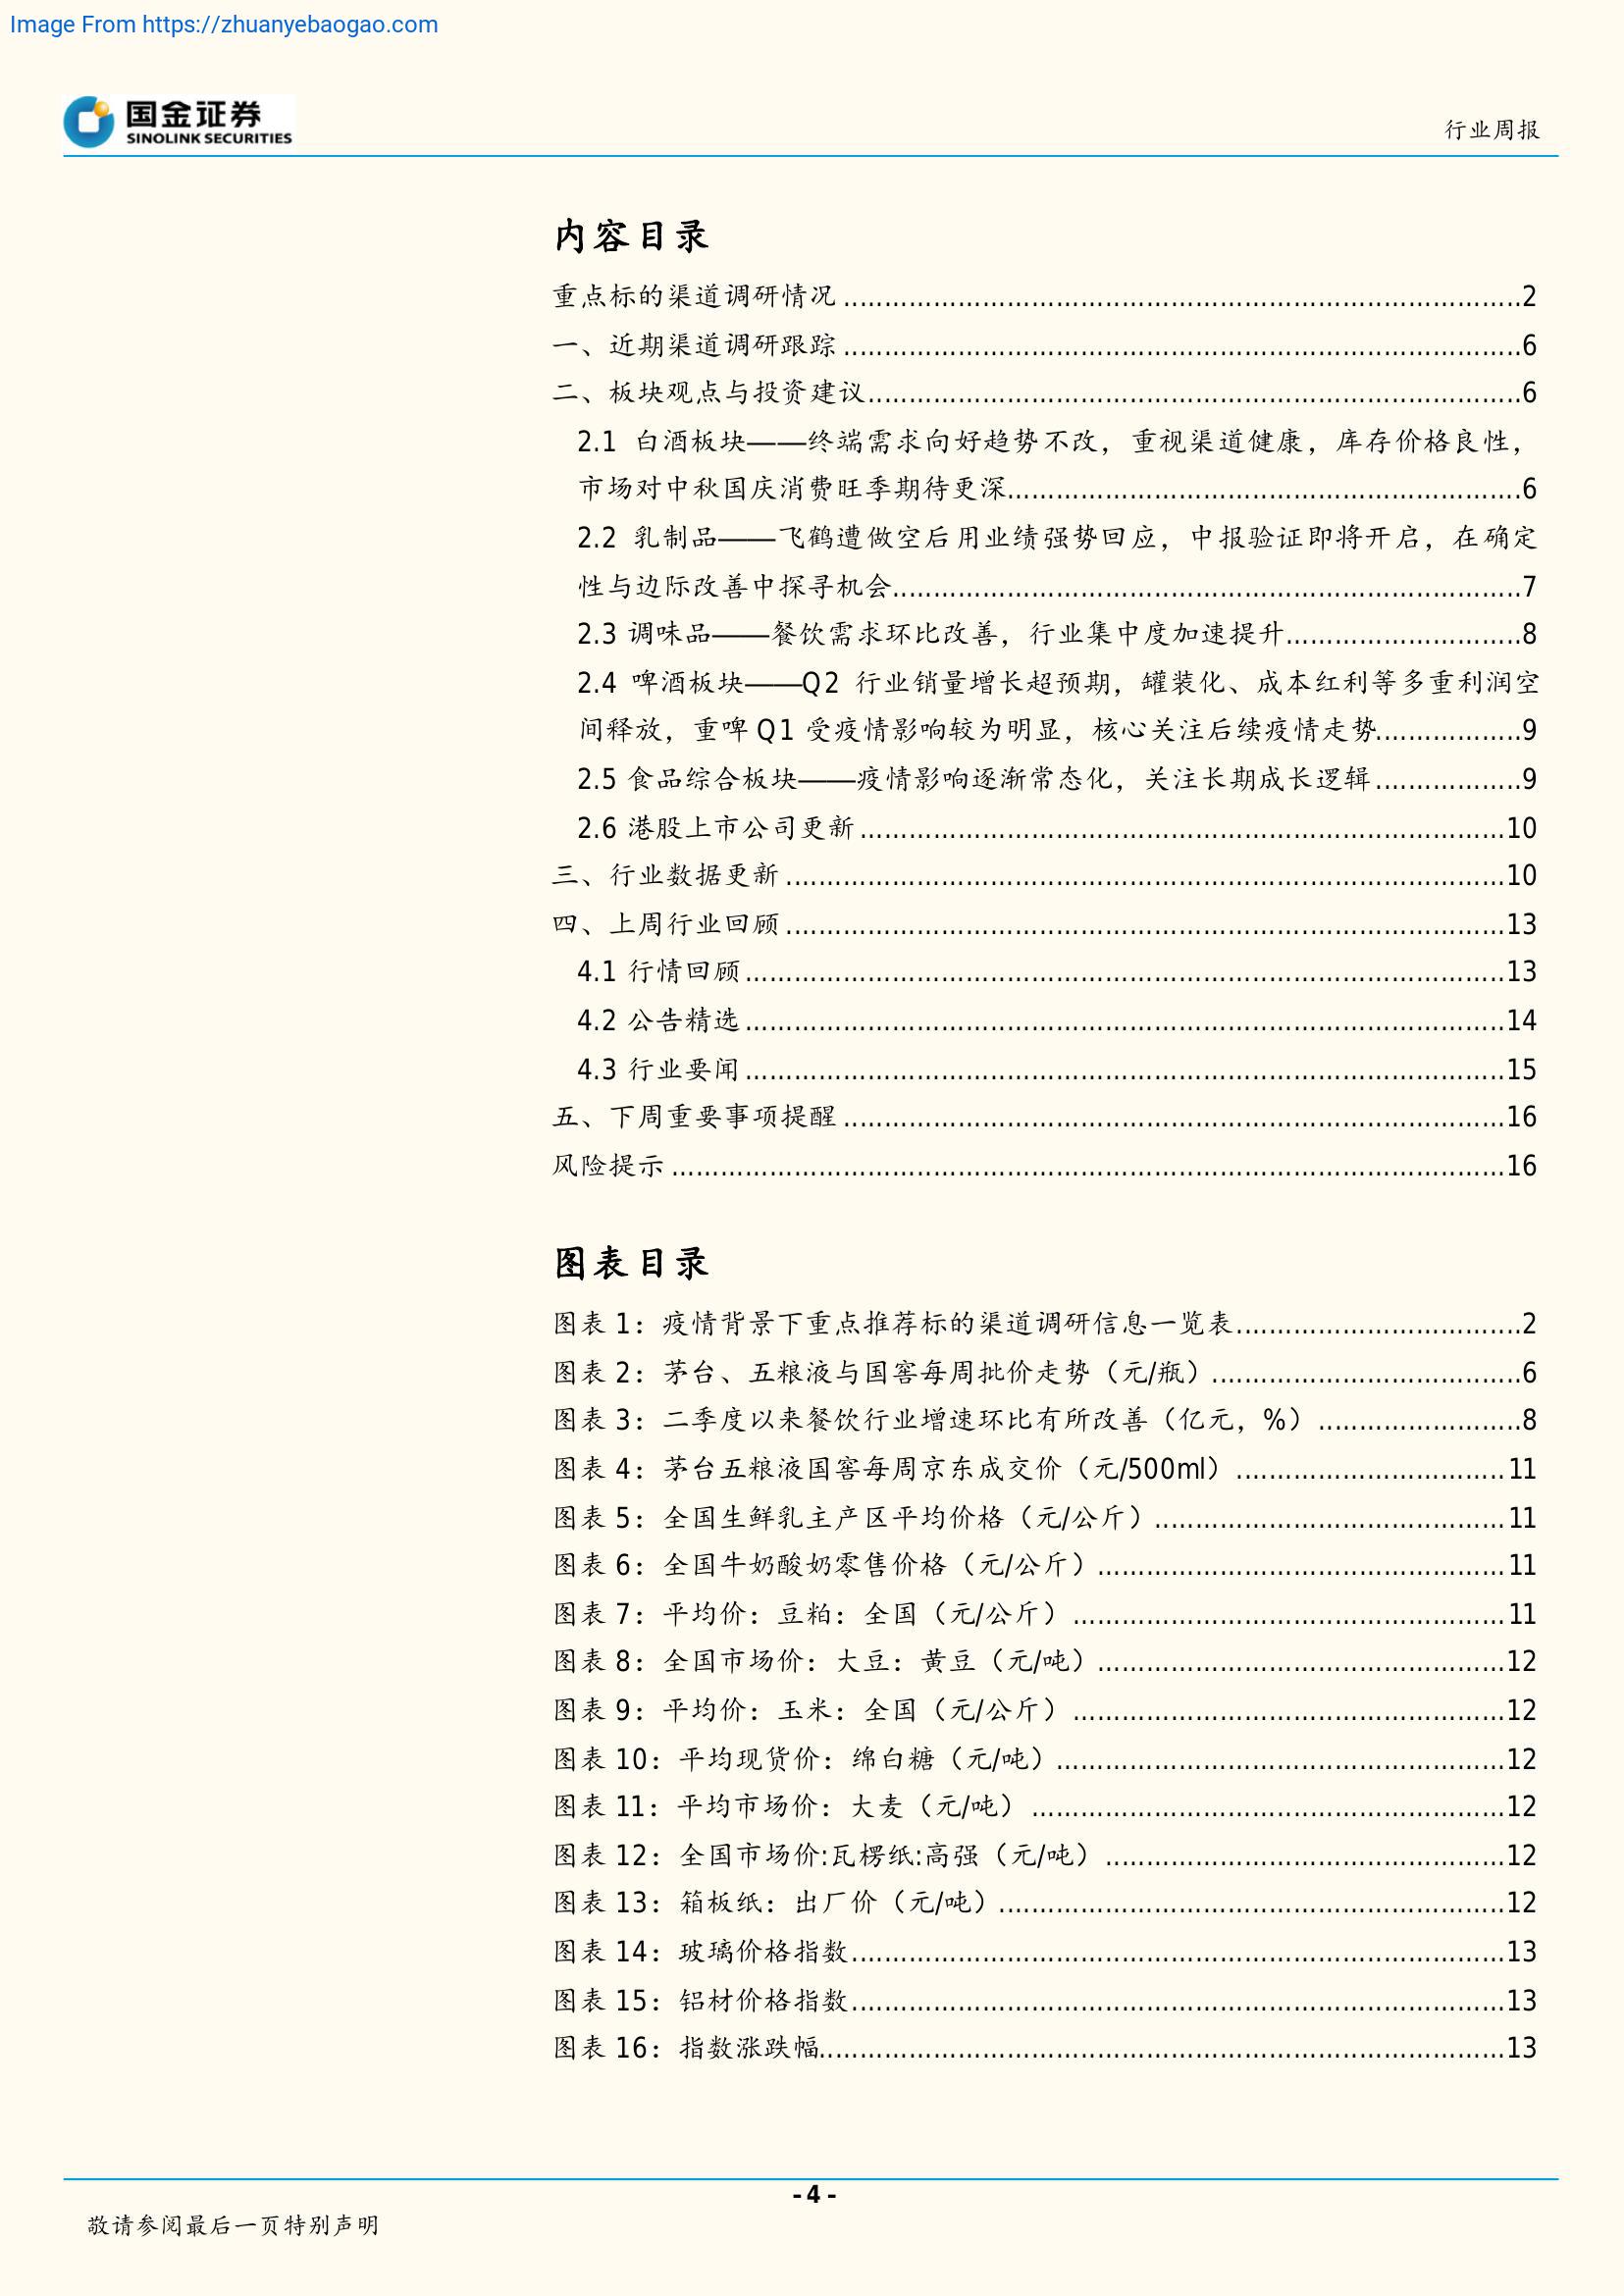 Image From https://zhuanyebaogao.com
国金证券
SINOLINK SECURITIES
行业周报
内容目录
重点标的渠道调研情况........................................................................2
一、近期渠道调研跟踪........................................................................6
二、板块观点与投资建议......................................................................6
2.1 白酒板块——终端需求向好趋势不改，重视渠道健康，库存价格良性，
市场对中秋国庆消费旺季期待更深...............................................................6
2.2 乳制品——飞鹤遭做空后用业绩强势回应，中报验证即将开启，在确定
性与边际改善中探寻机会......................................................................7
2.3 调味品——餐饮需求环比改善，行业集中度加速提升.............................8
2.4 啤酒板块——Q2 行业销量增长超预期，罐装化、成本红利等多重利润空
间释放，重啤 Q1 受疫情影响较为明显，核心关注后续疫情走势..................9
2.5 食品综合板块——疫情影响逐渐常态化，关注长期成长逻辑..................9
2.6 港股上市公司更新........................................................................10
三、行业数据更新............................................................................10
四、上周行业回顾............................................................................13
4.1 行情回顾................................................................................13
4.2 公告精选................................................................................14
4.3 行业要闻................................................................................15
五、下周重要事项提醒........................................................................16
风险提示....................................................................................16
图表目录
图表 1：疫情背景下重点推荐标的渠道调研信息一览表...................................2
图表 2：茅台、五粮液与国窖每周批价走势（元/瓶）.....................................6
图表 3：二季度以来餐饮行业增速环比有所改善（亿元，%）.........................8
图表 4：茅台五粮液国窖每周京东成交价（元/500ml）.................................11
图表 5：全国生鲜乳主产区平均价格（元/公斤）..........................................11
图表 6：全国牛奶酸奶零售价格（元/公斤）.................................................11
图表 7：平均价：豆粕：全国（元/公斤）....................................................11
图表 8：全国市场价：大豆：黄豆（元/吨）.................................................12
图表 9：平均价：玉米：全国（元/公斤）....................................................12
图表 10：平均现货价：绵白糖（元/吨）......................................................12
图表 11：平均市场价：大麦（元/吨）.........................................................12
图表 12：全国市场价:瓦楞纸:高强（元/吨）................................................12
图表 13：箱板纸：出厂价（元/吨）.............................................................12
图表 14：玻璃价格指数................................................................................13
图表 15：铝材价格指数................................................................................13
图表 16：指数涨跌幅...................................................................................13
- 4 -
敬请参阅最后一页特别声明